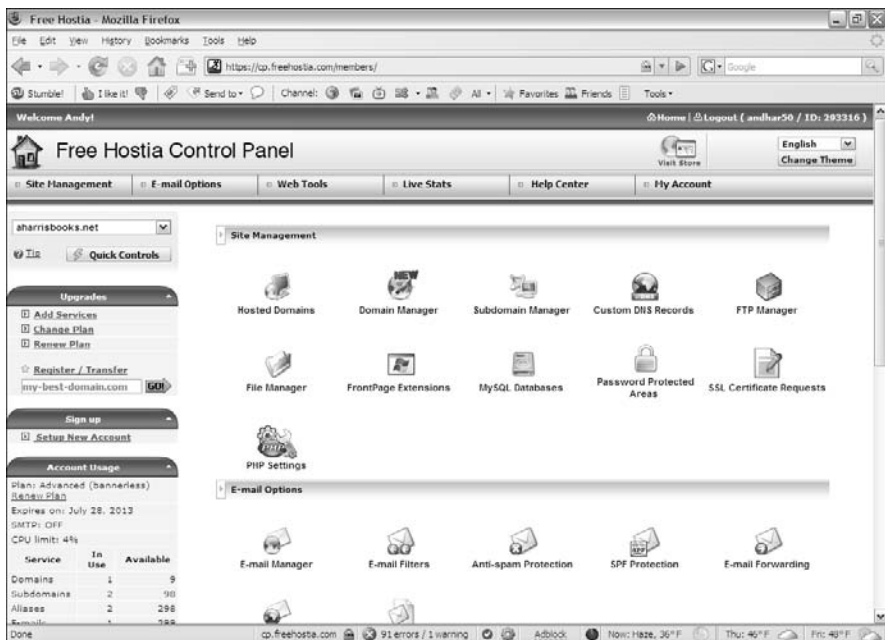 Free Hostia - Mozilla Firefox
File Edit View History Bookmarks Tools Help
https://cp.freehostia.com/members/
Google
Stumble! I like it! Send to Channel: All Favorites Friends Tools
Welcome Andy!
Home | Logout ( andhar50 / ID: 293316 )
Free Hostia Control Panel
Visit Store
English
Change Theme
Site Management E-mail Options Web Tools Live Stats Help Center My Account
aharrisbooks.net
Tip Quick Controls
Upgrades
Add Services
Change Plan
Renew Plan
Register / Transfer
my-best-domain.com GO!
Sign up
Setup New Account
Account Usage
Plan: Advanced (bannerless)
Renew Plan
Expires on: July 28, 2013
SMTP: OFF
CPU limit: 4%
Service In Use Available
Domains 1 9
Subdomains 2 98
Aliases 2 298
Site Management
Hosted Domains
NEW
Domain Manager
Subdomain Manager
Custom DNS Records
FTP Manager
File Manager
FrontPage Extensions
MySQL Databases
Password Protected Areas
SSL Certificate Requests
PHP
PHP Settings
E-mail Options
E-mail Manager
E-mail Filters
Anti-spam Protection
SPF
SPF Protection
E-mail Forwarding
Done
cp.freehostia.com
91 errors / 1 warning
Adblock
Now: Haze, 36°F
Thu: 46°F
Fri: 48°F